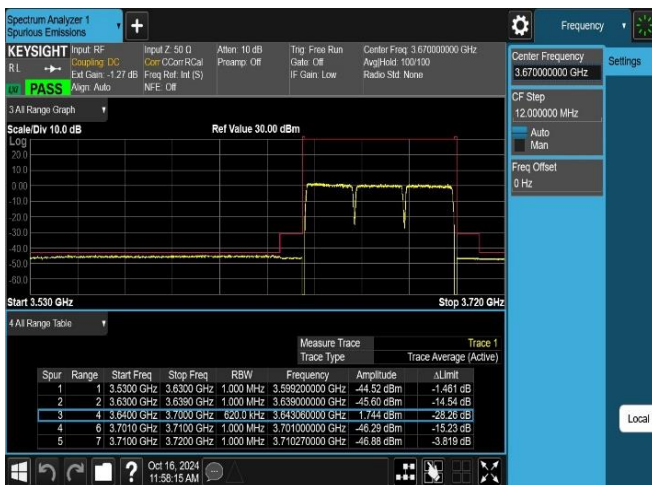 Spectrum Analyzer 1
Spurious Emissions
Frequency
KEYSIGHT Input: RF Input Z: 50 Ω Atten: 10 dB Trig: Free Run Center Freq: 3.670000000 GHz
RL Coupling: DC Corr CCorr RCal Preamp: Off Gate: Off Avg|Hold: 100/100
Ext Gain: -1.27 dB Freq Ref: Int (S) IF Gain: Low Radio Std: None
LXI PASS Align: Auto NFE: Off
Center Frequency
3.670000000 GHz
Settings
CF Step
12.000000 MHz
Auto
Man
Freq Offset
0 Hz
3 All Range Graph
Scale/Div 10.0 dB Ref Value 30.00 dBm
Log
20.0
10.0
0.00
-10.0
-20.0
-30.0
-40.0
-50.0
-60.0
Start 3.530 GHz Stop 3.720 GHz
4 All Range Table
Measure Trace Trace 1
Trace Type Trace Average (Active)
Spur Range Start Freq Stop Freq RBW Frequency Amplitude ΔLimit
1 1 3.5300 GHz 3.6300 GHz 1.000 MHz 3.599200000 GHz -44.52 dBm -1.461 dB
2 2 3.6300 GHz 3.6390 GHz 1.000 MHz 3.639000000 GHz -45.60 dBm -14.54 dB
3 4 3.6400 GHz 3.7000 GHz 620.0 kHz 3.643060000 GHz 1.744 dBm -28.26 dB
4 6 3.7010 GHz 3.7100 GHz 1.000 MHz 3.701000000 GHz -46.29 dBm -15.23 dB
5 7 3.7100 GHz 3.7200 GHz 1.000 MHz 3.710270000 GHz -46.88 dBm -3.819 dB
Local
Oct 16, 2024
11:58:15 AM